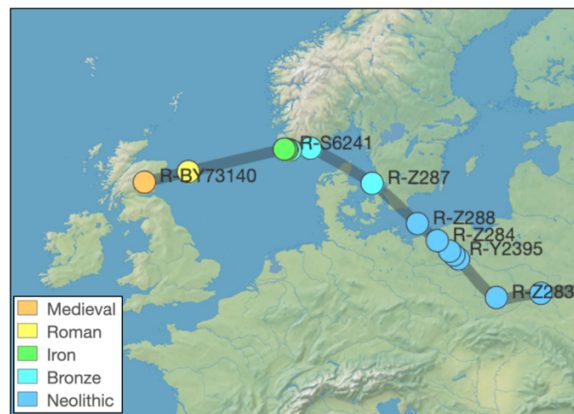 R-S6241
R-BY73140
R-Z287
R-Z288
R-Z284
R-Y2395
R-Z283
Medieval
Roman
Iron
Bronze
Neolithic